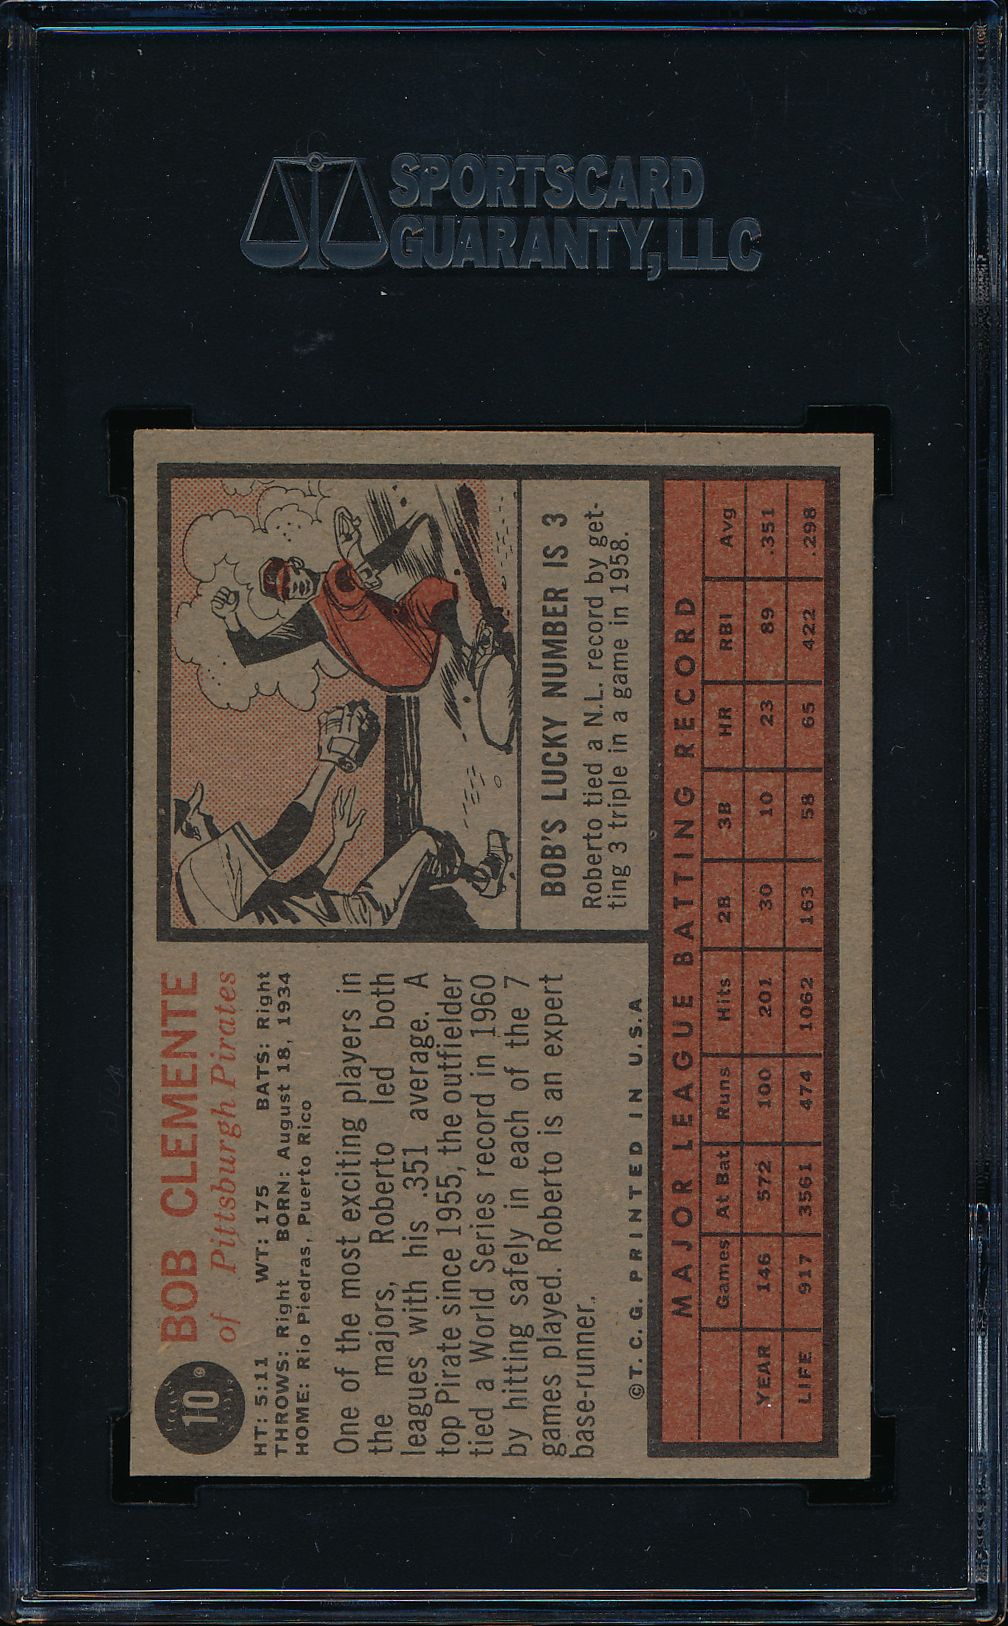 SPORTSCARD
GUARANTY, LLC
10
BOB CLEMENTE
of Pittsburgh Pirates
HT: 5:11 WT: 175 BATS: Right
THROWS: Right BORN: August 18, 1934
HOME: Rio Piedras, Puerto Rico
One of the most exciting players in
the majors, Roberto led both
leagues with his .351 average. A
top Pirate since 1955, the outfielder
tied a World Series record in 1960
by hitting safely in each of the 7
games played. Roberto is an expert
base-runner.
©T.C.G. PRINTED IN U.S.A
BOB'S LUCKY NUMBER IS 3
Roberto tied a N.L. record by get-
ting 3 triple in a game in 1958.
MAJOR LEAGUE BATTING RECORD
Games At Bat Runs Hits 2B 3B HR RBI Avg
YEAR 146 572 100 201 30 10 23 89 .351
LIFE 917 3561 474 1062 163 58 65 422 .298